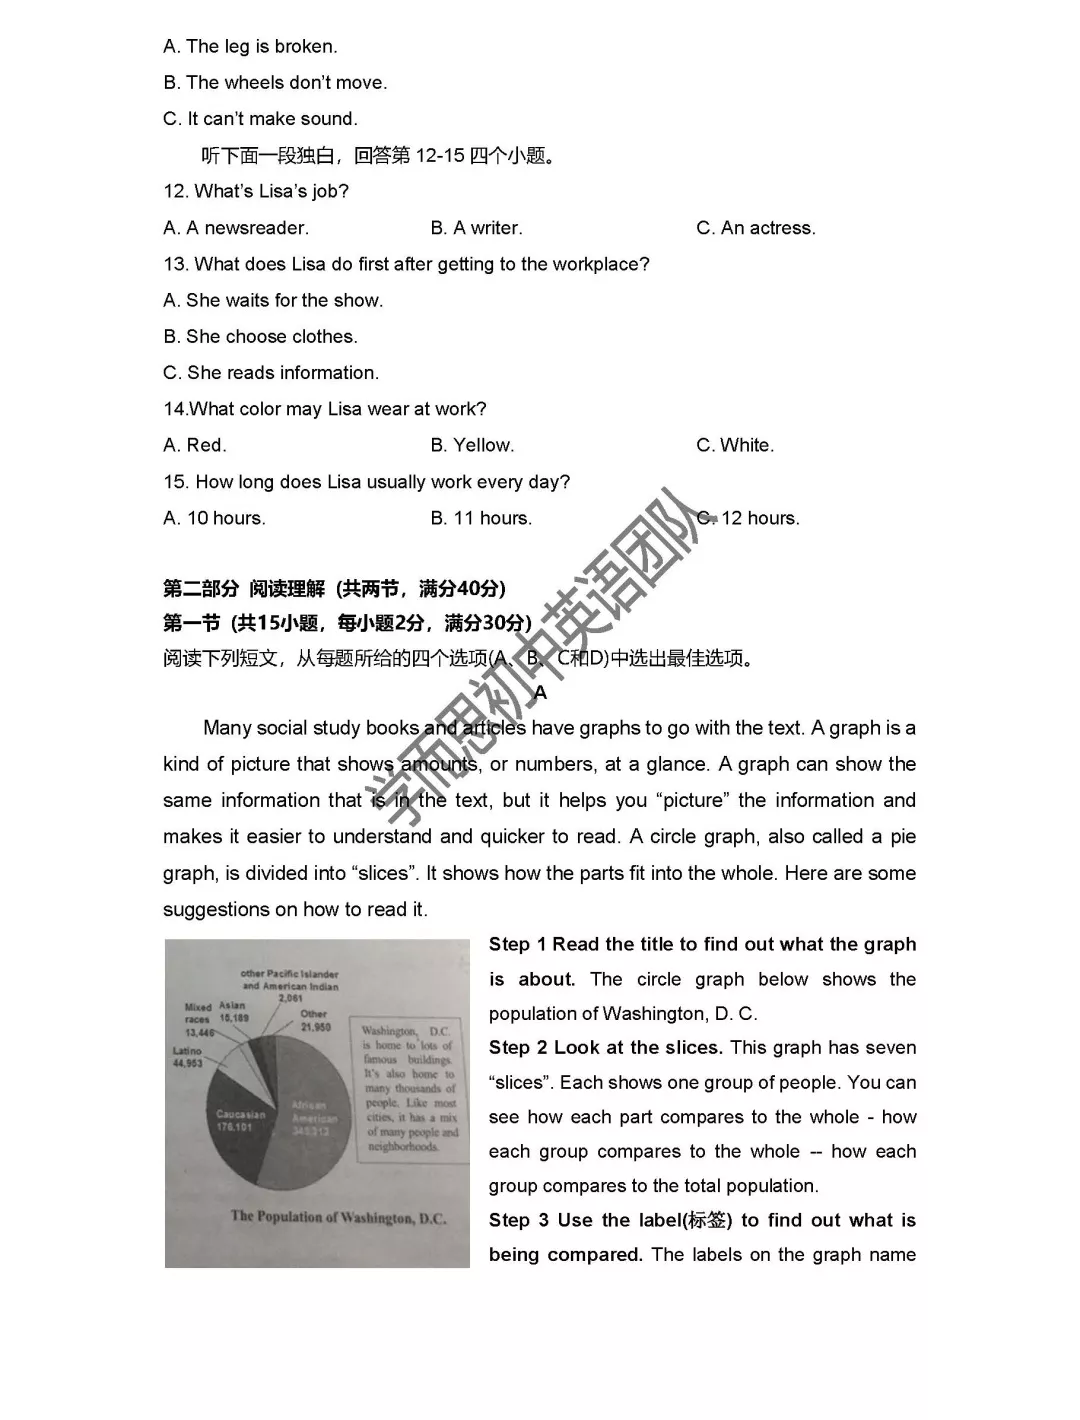 A. The leg is broken.
B. The wheels don’t move.
C. It can’t make sound.
听下面一段独白，回答第 12-15 四个小题。
12. What’s Lisa’s job?
A. A newsreader. B. A writer. C. An actress.
13. What does Lisa do first after getting to the workplace?
A. She waits for the show.
B. She choose clothes.
C. She reads information.
14.What color may Lisa wear at work?
A. Red. B. Yellow. C. White.
15. How long does Lisa usually work every day?
A. 10 hours. B. 11 hours. C. 12 hours.
第二部分 阅读理解 (共两节，满分40分)
第一节 (共15小题，每小题2分，满分30分)
阅读下列短文，从每题所给的四个选项(A、B、C和D)中选出最佳选项。
A
Many social study books and articles have graphs to go with the text. A graph is a
kind of picture that shows amounts, or numbers, at a glance. A graph can show the
same information that is in the text, but it helps you “picture” the information and
makes it easier to understand and quicker to read. A circle graph, also called a pie
graph, is divided into “slices”. It shows how the parts fit into the whole. Here are some
suggestions on how to read it.
other Pacific Islander
and American Indian
2,061
Mixed
races
13,446
Asian
15,189
Other
21,950
Latino
44,953
Caucasian
176,101
African
American
343,213
Washington, D.C.
is home to lots of
famous buildings.
It's also home to
many thousands of
people. Like most
cities, it has a mix
of many people and
neighborhoods.
The Population of Washington, D.C.
Step 1 Read the title to find out what the graph
is about. The circle graph below shows the
population of Washington, D. C.
Step 2 Look at the slices. This graph has seven
“slices”. Each shows one group of people. You can
see how each part compares to the whole - how
each group compares to the whole -- how each
group compares to the total population.
Step 3 Use the label(标签) to find out what is
being compared. The labels on the graph name
学而思初中英语团队